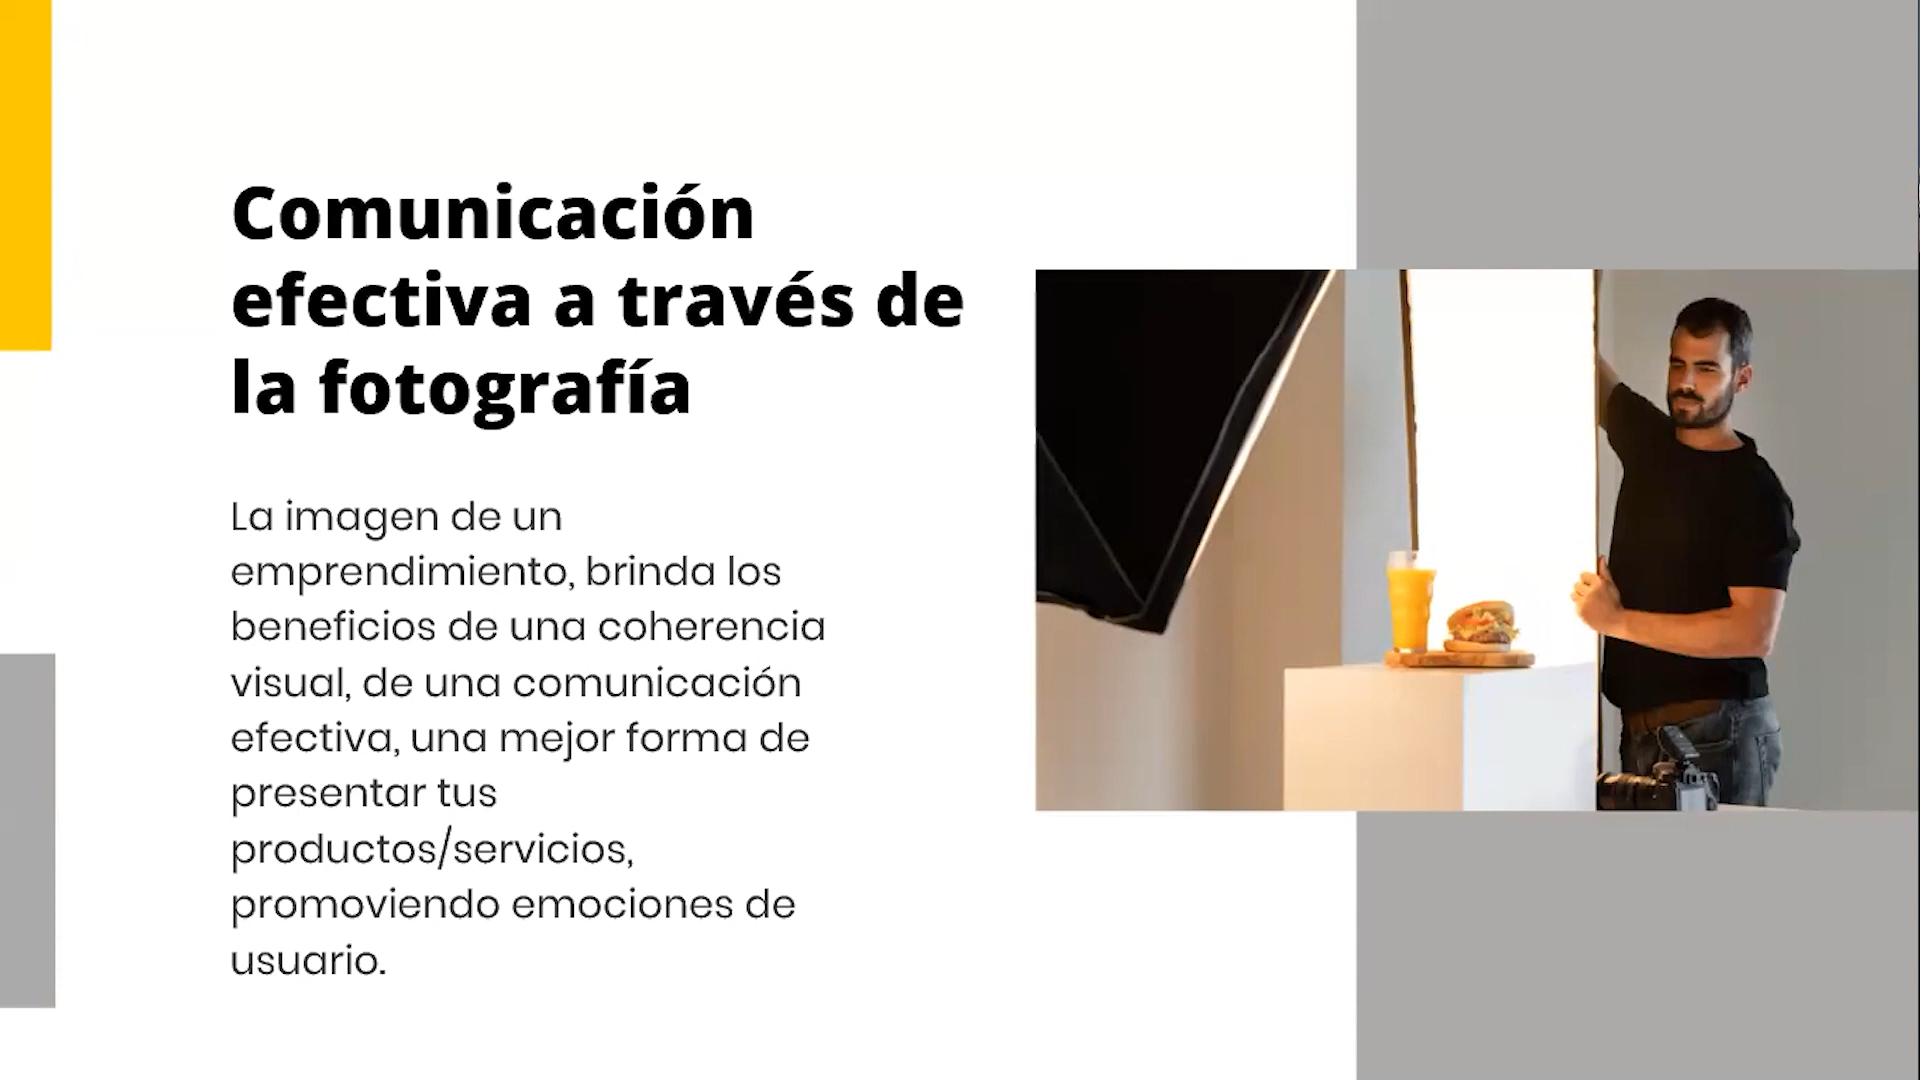 Comunicación
efectiva a través de
la fotografía
La imagen de un
emprendimiento, brinda los
beneficios de una coherencia
visual, de una comunicación
efectiva, una mejor forma de
presentar tus
productos/servicios,
promoviendo emociones de
usuario.